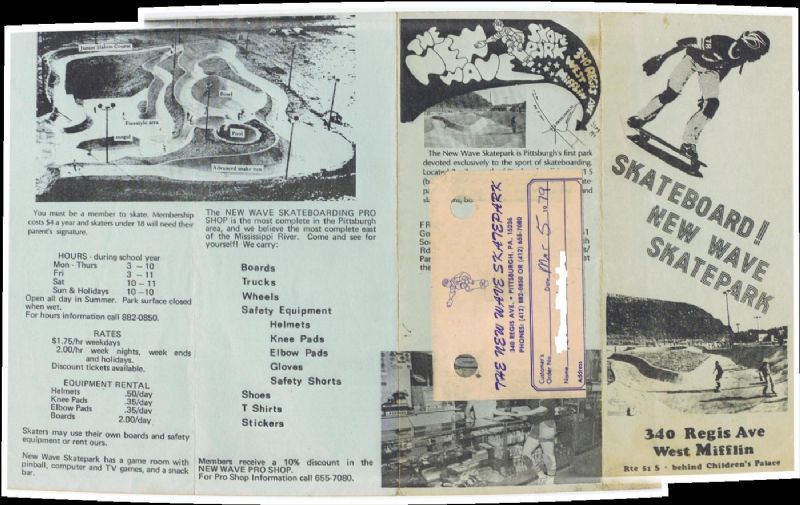 Junior slalom Course
Bowl
Freestyle area
mogul
Pool
Advanced snake run
You must be a member to skate. Membership
costs $4 a year and skaters under 18 will need their
parent's signature.
HOURS - during school year
Mon - Thurs 3 - 10
Fri 3 - 11
Sat 10 - 11
Sun & Holidays 10-10
Open all day in Summer. Park surface closed
when wet.
For hours information call 882-0850.
RATES
$1.75/hr weekdays
2.00/hr week nights, week ends
and holidays.
Discount tickets available.
EQUIPMENT RENTAL
Helmets .50/day
Knee Pads .35/day
Elbow Pads .35/day
Boards 2.00/day
Skaters may use their own boards and safety
equipment or rent ours.
New Wave Skatepark has a game room with
pinball, computer and TV games, and a snack
bar.
The NEW WAVE SKATEBOARDING PRO
SHOP is the most complete in the Pittsburgh
area, and we believe the most complete east
of the Mississippi River. Come and see for
yourself! We carry:
Boards
Trucks
Wheels
Safety Equipment
Helmets
Knee Pads
Elbow Pads
Gloves
Safety Shorts
Shoes
T Shirts
Stickers
Members receive a 10% discount in the
NEW WAVE PRO SHOP.
For Pro Shop Information call 655-7080.
THE NEW WAVE SKATE PARK
340 REGIS AVE
WEST MIFFLIN
The New Wave Skatepark is Pittsburgh's first park
devoted exclusively to the sport of skateboarding.
THE NEW WAVE SKATEPARK
340 REGIS AVE. • PITTSBURGH, PA. 15236
PHONES: (412) 882-0850 OR (412) 655-7080
Date Mar 5 1979
Customer's
Order No.
Name
Address
SKATEBOARD!!
NEW WAVE
SKATEPARK
340 Regis Ave
West Mifflin
Rte 51 S - behind Children's Palace